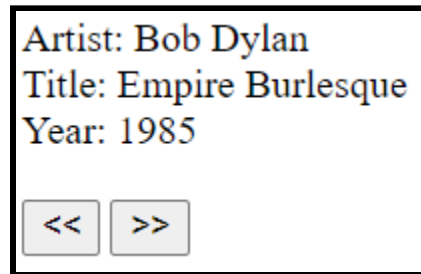 Artist: Bob Dylan
Title: Empire Burlesque
Year: 1985
<< >>